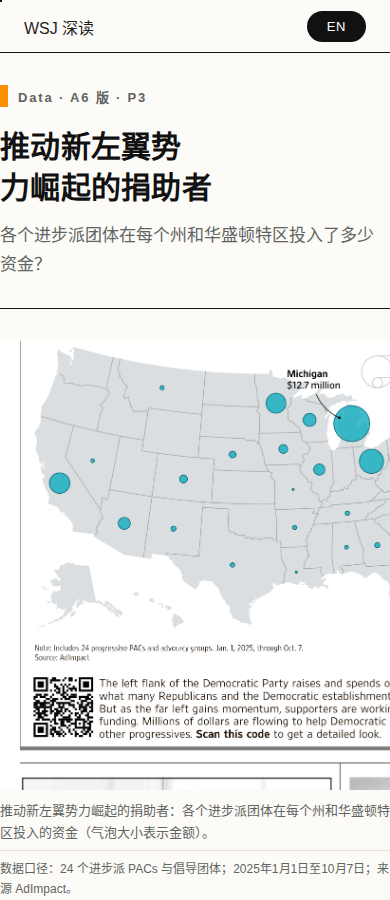 WSJ 深读
EN
Data · A6 版 · P3
推动新左翼势
力崛起的捐助者
各个进步派团体在每个州和华盛顿特区投入了多少
资金？
Michigan
$12.7 million
Note: Includes 24 progressive PACs and advocacy groups. Jan. 1, 2025, through Oct. 7.
Source: AdImpact
The left flank of the Democratic Party raises and spends
what many Republicans and the Democratic establishment
But as the far left gains momentum, supporters are
funding. Millions of dollars are flowing to help Democratic
other progressives. Scan this code to get a detailed look.
推动新左翼势力崛起的捐助者：各个进步派团体在每个州和华盛顿特
区投入的资金（气泡大小表示金额）。
数据口径：24 个进步派 PACs 与倡导团体；2025年1月1日至10月7日；来
源 AdImpact。